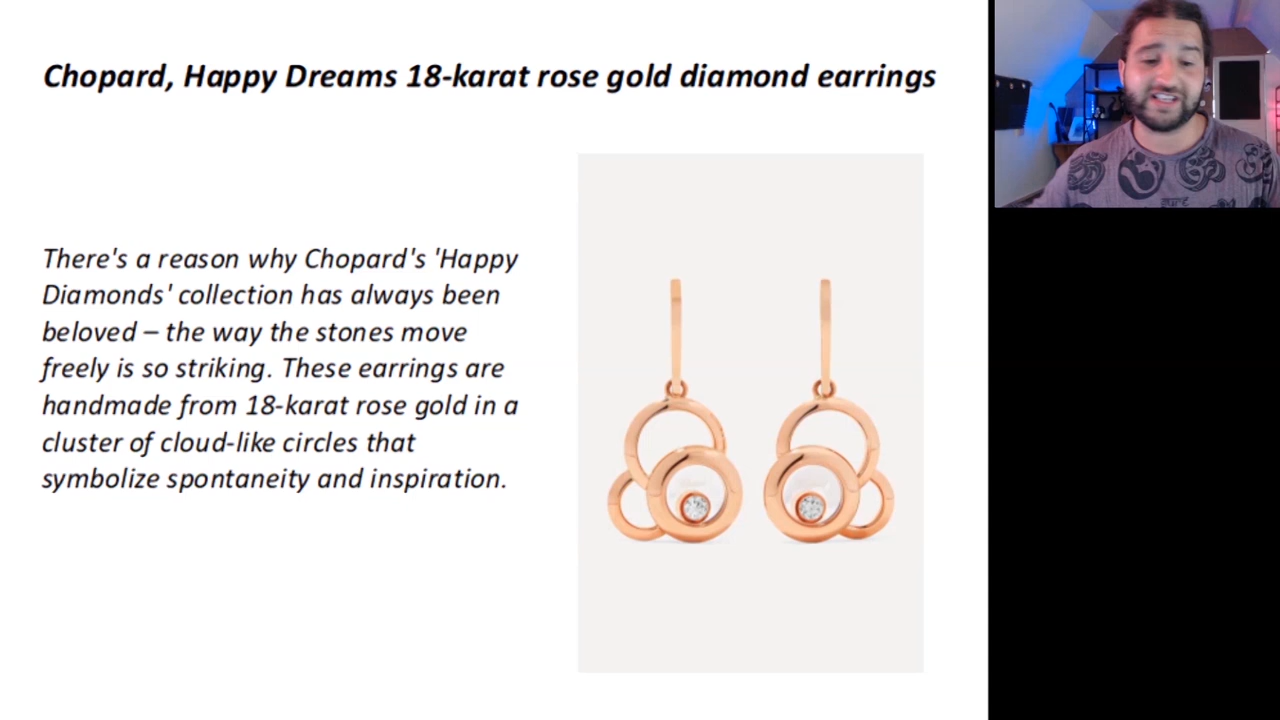 Chopard, Happy Dreams 18-karat rose gold diamond earrings
There's a reason why Chopard's 'Happy
Diamonds' collection has always been
beloved – the way the stones move
freely is so striking. These earrings are
handmade from 18-karat rose gold in a
cluster of cloud-like circles that
symbolize spontaneity and inspiration.